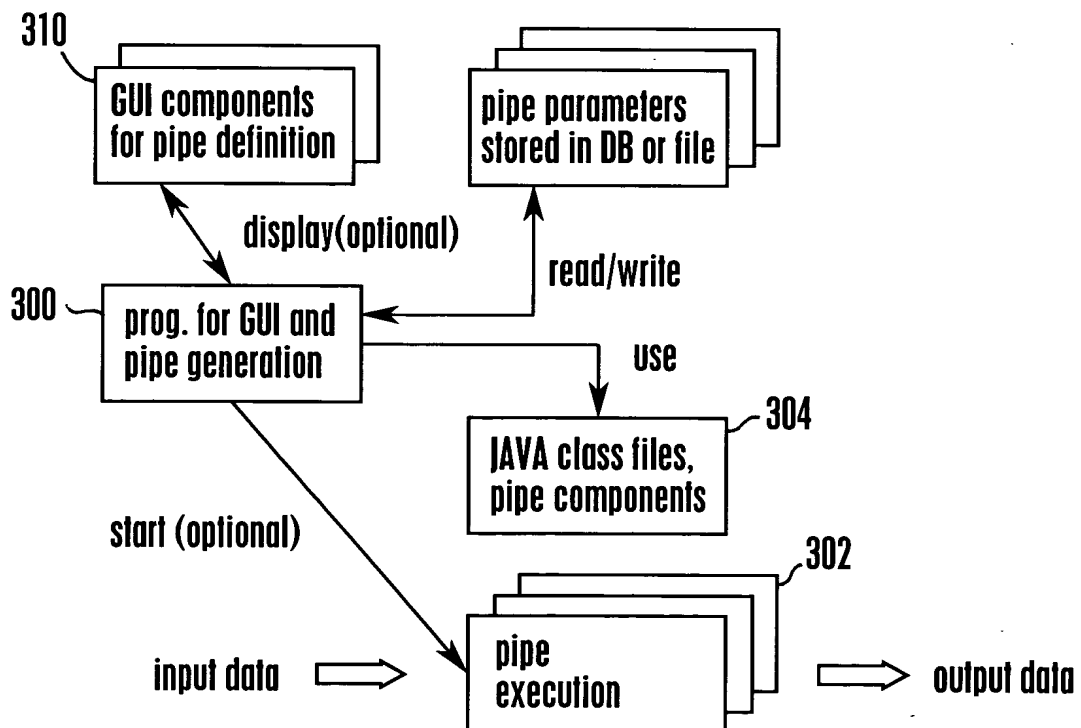 310
GUI components
for pipe definition
pipe parameters
stored in DB or file
display(optional)
read/write
300
prog. for GUI and
pipe generation
use
304
JAVA class files,
pipe components
start (optional)
302
input data
pipe
execution
output data